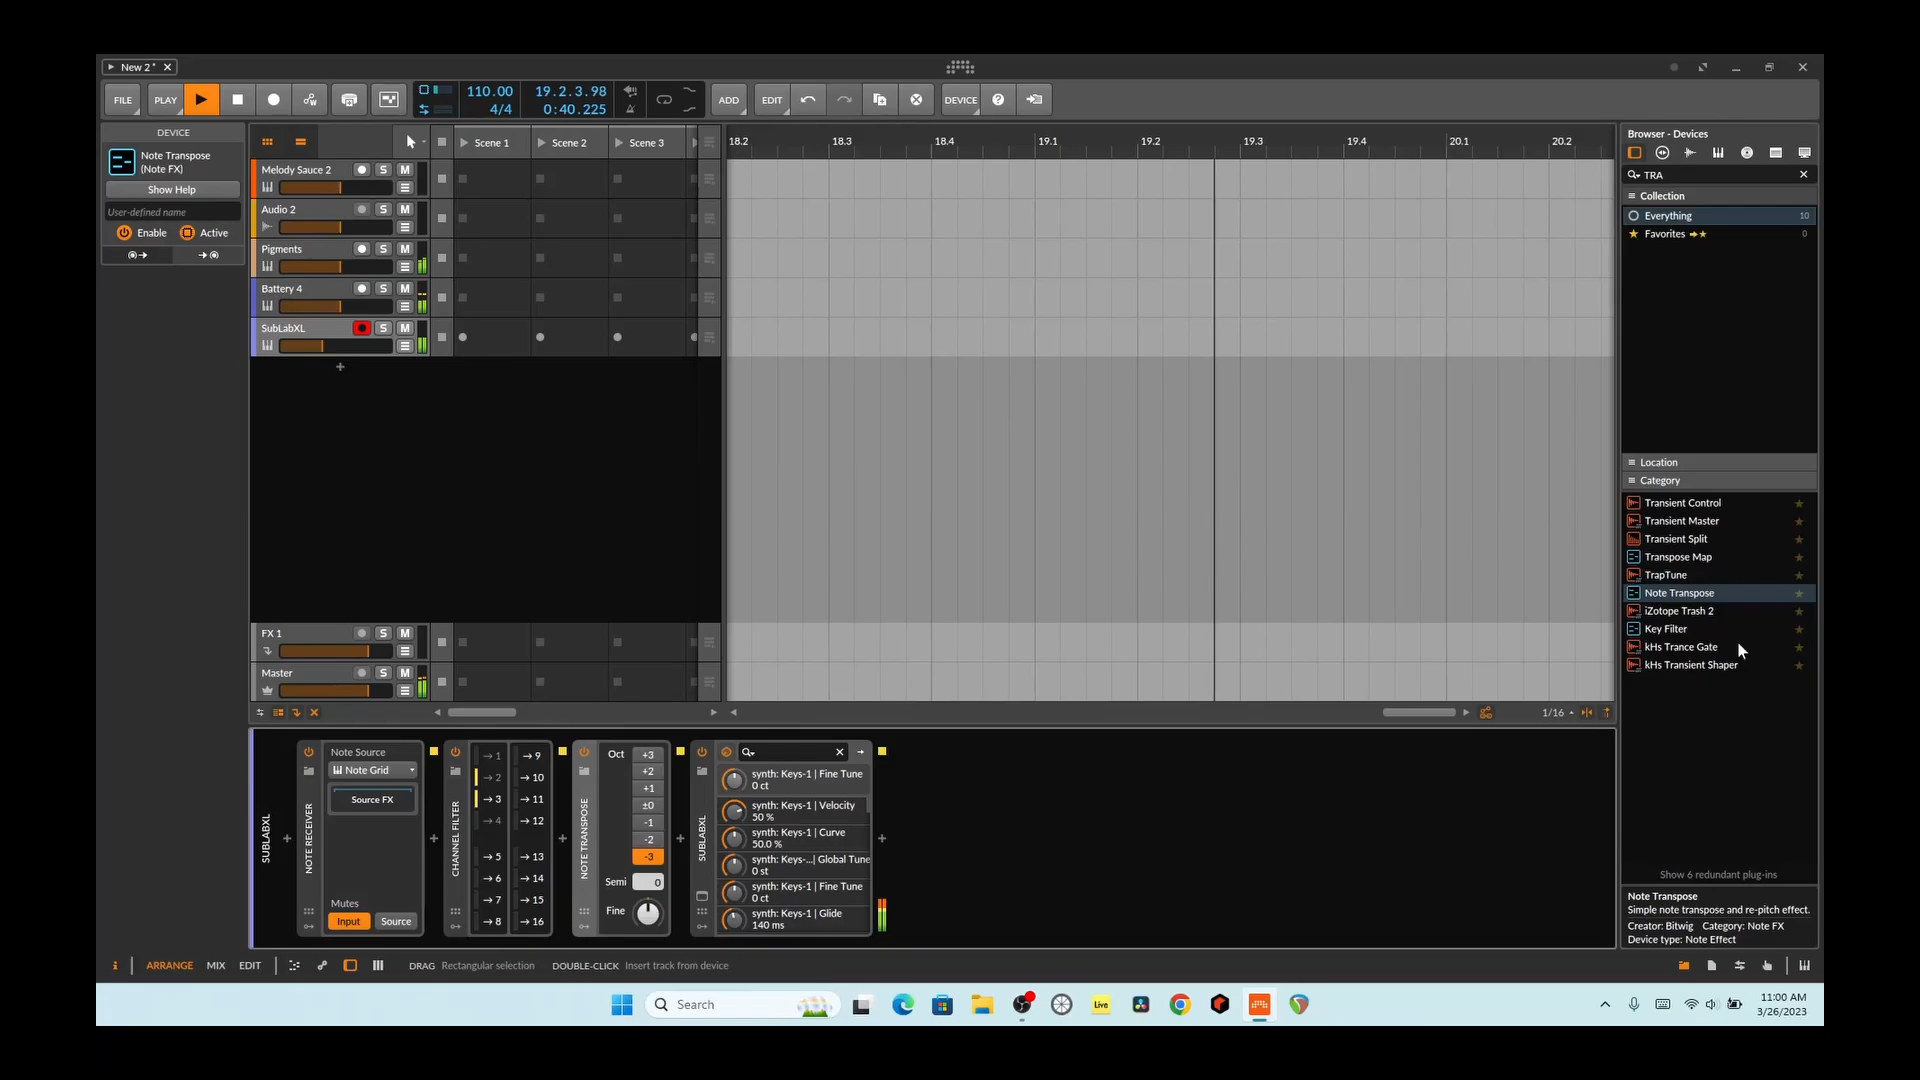 New 2*
FILE
PLAY
110.00
4/4
19.2.3.98
0:40.225
ADD
EDIT
DEVICE
DEVICE
Note Transpose
(Note FX)
Show Help
User-defined name
Enable
Active
Scene 1
Scene 2
Scene 3
Melody Sauce 2
S M
Audio 2
S M
Pigments
S M
Battery 4
S M
SubLabXL
S M
FX 1
S M
Master
S M
18.2
18.3
18.4
19.1
19.2
19.3
19.4
20.1
20.2
1/16
Browser - Devices
TRA
Collection
Everything 10
Favorites 0
Location
Category
Transient Control
Transient Master
Transient Split
Transpose Map
TrapTune
Note Transpose
iZotope Trash 2
Key Filter
kHs Trance Gate
kHs Transient Shaper
Show 6 redundant plug-ins
Note Transpose
Simple note transpose and re-pitch effect.
Creator: Bitwig Category: Note FX
Device type: Note Effect
SUBLABXL
NOTE RECEIVER
Note Source
Note Grid
Source FX
Mutes
Input
Source
CHANNEL FILTER
1
2
3
4
5
6
7
8
9
10
11
12
13
14
15
16
NOTE TRANSPOSE
Oct
+3
+2
+1
±0
-1
-2
-3
Semi 0
Fine
SUBLABXL
synth: Keys-1 | Fine Tune
0 ct
synth: Keys-1 | Velocity
50 %
synth: Keys-1 | Curve
50.0 %
synth: Keys-...| Global Tune
0 st
synth: Keys-1 | Fine Tune
0 ct
synth: Keys-1 | Glide
140 ms
ARRANGE
MIX
EDIT
DRAG Rectangular selection
DOUBLE-CLICK Insert track from device
Search
Live
11:00 AM
3/26/2023